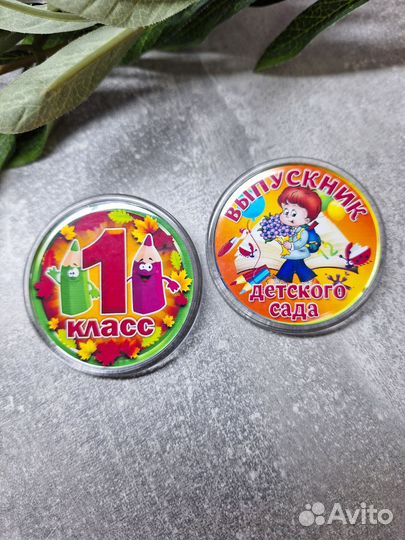 1
класс
ВЫПУСКНИК
детского
сада
Avito